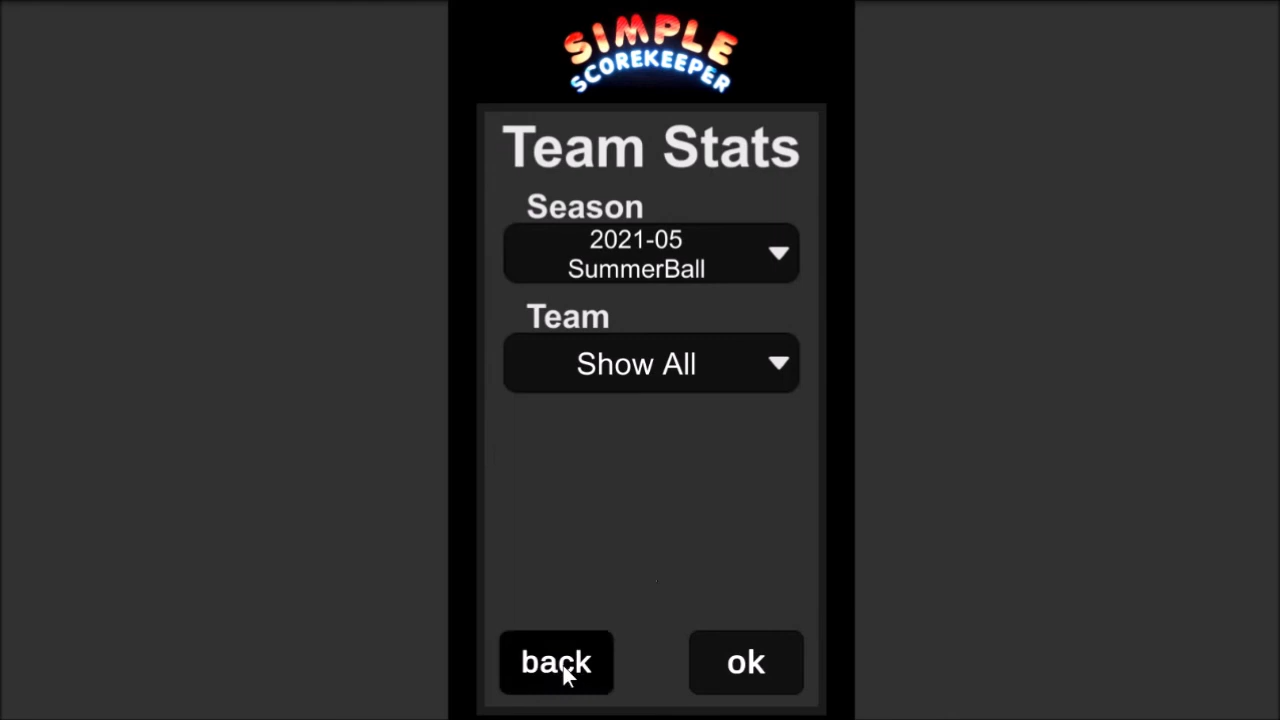 SIMPLE
SCOREKEEPER
Team Stats
Season
2021-05
SummerBall
Team
Show All
back
ok